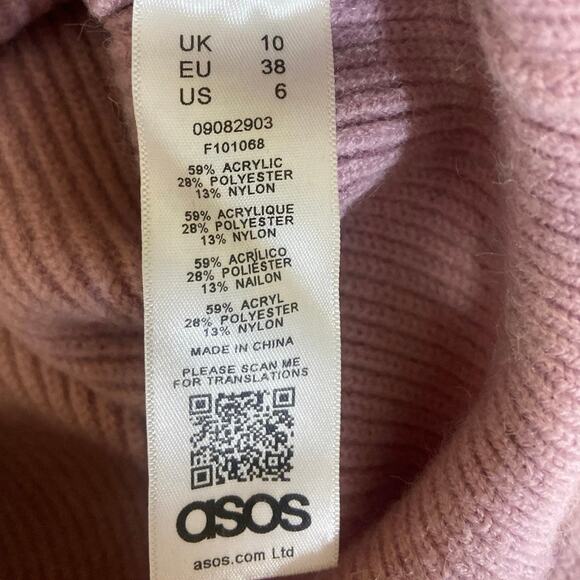 UK 10
EU 38
US 6
09082903
F101068
59% ACRYLIC
28% POLYESTER
13% NYLON
59% ACRYLIQUE
28% POLYESTER
13% NYLON
59% ACRÍLICO
28% POLIÉSTER
13% NAILON
59% ACRYL
28% POLYESTER
13% NYLON
MADE IN CHINA
PLEASE SCAN ME
FOR TRANSLATIONS
asos
asos.com Ltd